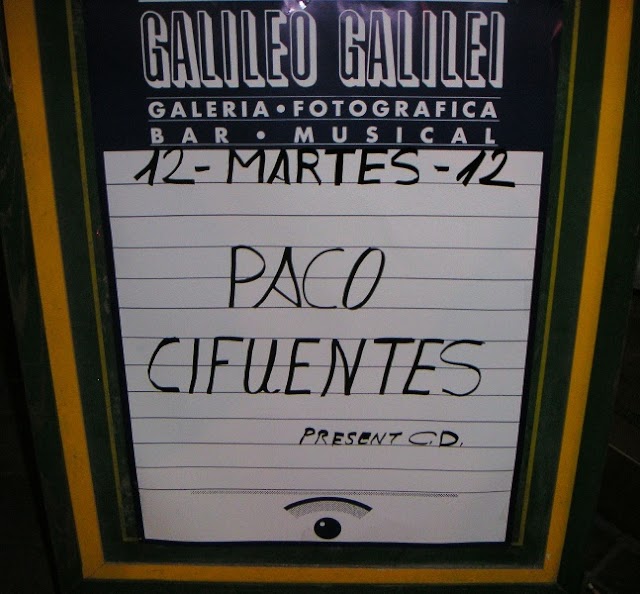 GALILEO GALILEI
GALERIA • FOTOGRAFICA
BAR • MUSICAL
12-MARTES-12
PACO
CIFUENTES
PRESENT C.D.